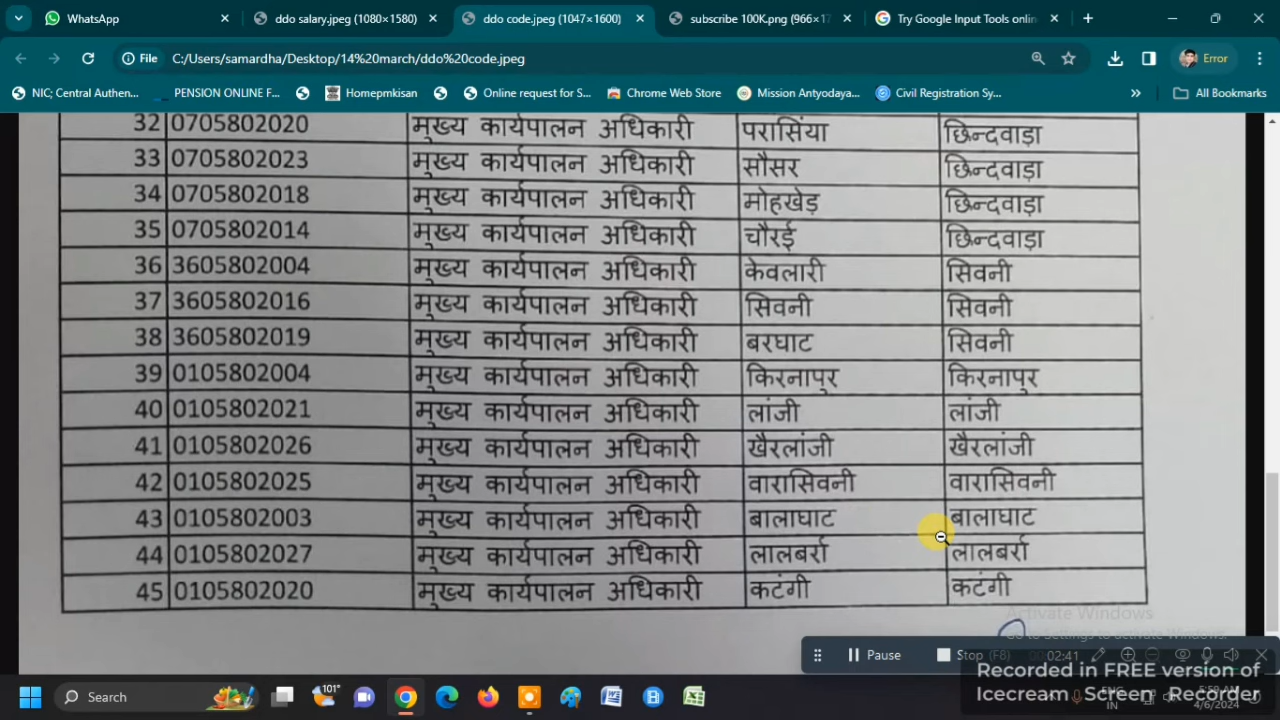 WhatsApp
ddo salary.jpeg (1080×1580)
ddo code.jpeg (1047×1600)
subscribe 100K.png (966×17
Try Google Input Tools onlin
File
C:/Users/samardha/Desktop/14%20march/ddo%20code.jpeg
Error
NIC; Central Authen...
PENSION ONLINE F...
Homepmkisan
Online request for S...
Chrome Web Store
Mission Antyodaya...
Civil Registration Sy...
All Bookmarks
32 0705802020 मुख्य कार्यपालन अधिकारी परासिंया छिन्दवाड़ा
33 0705802023 मुख्य कार्यपालन अधिकारी सौसर छिन्दवाड़ा
34 0705802018 मुख्य कार्यपालन अधिकारी मोहखेड़ छिन्दवाड़ा
35 0705802014 मुख्य कार्यपालन अधिकारी चौरई छिन्दवाड़ा
36 3605802004 मुख्य कार्यपालन अधिकारी केवलारी सिवनी
37 3605802016 मुख्य कार्यपालन अधिकारी सिवनी सिवनी
38 3605802019 मुख्य कार्यपालन अधिकारी बरघाट सिवनी
39 0105802004 मुख्य कार्यपालन अधिकारी किरनापुर किरनापुर
40 0105802021 मुख्य कार्यपालन अधिकारी लांजी लांजी
41 0105802026 मुख्य कार्यपालन अधिकारी खैरलांजी खैरलांजी
42 0105802025 मुख्य कार्यपालन अधिकारी वारासिवनी वारासिवनी
43 0105802003 मुख्य कार्यपालन अधिकारी बालाघाट बालाघाट
44 0105802027 मुख्य कार्यपालन अधिकारी लालबर्रा लालबर्रा
45 0105802020 मुख्य कार्यपालन अधिकारी कटंगी कटंगी
Activate Windows
Go to Settings to activate Windows.
Pause
Stop (F8)
02:41
Recorded in FREE version of
Icecream Screen Recorder
Search
101°
ENG
IN
4/6/2024